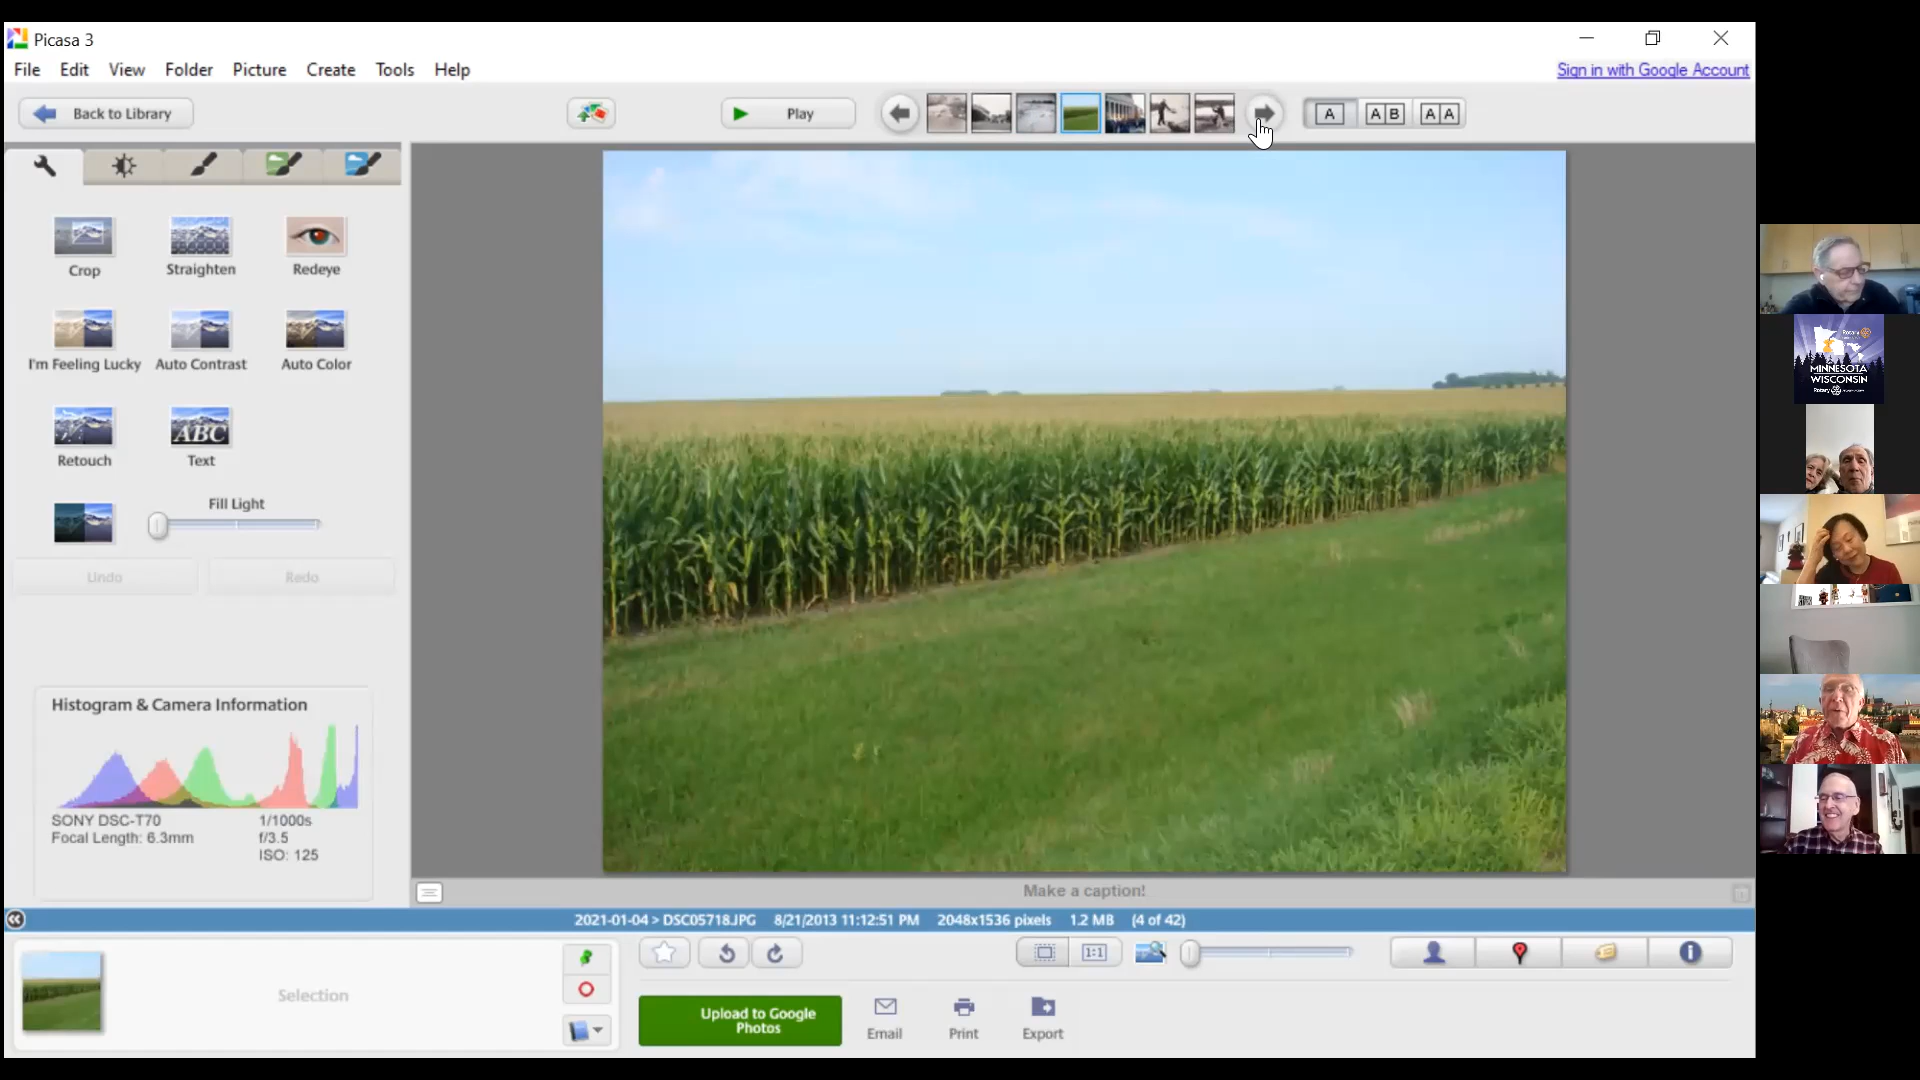 Picasa 3
File Edit View Folder Picture Create Tools Help
Sign in with Google Account
Back to Library
Play
A
A B
A A
Crop
Straighten
Redeye
I'm Feeling Lucky
Auto Contrast
Auto Color
Retouch
ABC
Text
Fill Light
Undo
Redo
Histogram & Camera Information
SONY DSC-T70 1/1000s
Focal Length: 6.3mm f/3.5
ISO: 125
Make a caption!
2021-01-04 > DSC05718.JPG 8/21/2013 11:12:51 PM 2048x1536 pixels 1.2 MB (4 of 42)
1:1
Selection
Upload to Google
Photos
Email
Print
Export
Rotary
MINNESOTA
WISCONSIN
Rotary